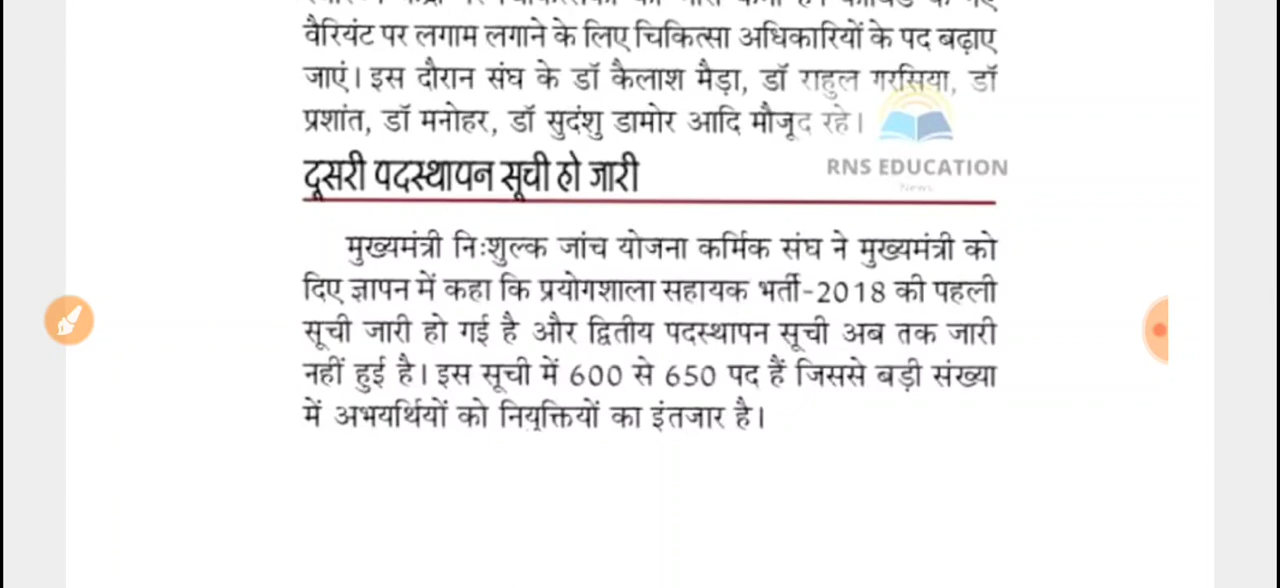 वैरियंट पर लगाम लगाने के लिए चिकित्सा अधिकारियों के पद बढ़ाए
जाएं। इस दौरान संघ के डॉ कैलाश मैड़ा, डॉ राहुल गरसिया, डॉ
प्रशांत, डॉ मनोहर, डॉ सुदंशु डामोर आदि मौजूद रहे।
RNS EDUCATION
News
दूसरी पदस्थापन सूची हो जारी
मुख्यमंत्री निःशुल्क जांच योजना कर्मिक संघ ने मुख्यमंत्री को
दिए ज्ञापन में कहा कि प्रयोगशाला सहायक भर्ती-2018 की पहली
सूची जारी हो गई है और द्वितीय पदस्थापन सूची अब तक जारी
नहीं हुई है। इस सूची में 600 से 650 पद हैं जिससे बड़ी संख्या
में अभयर्थियों को नियुक्तियों का इंतजार है।